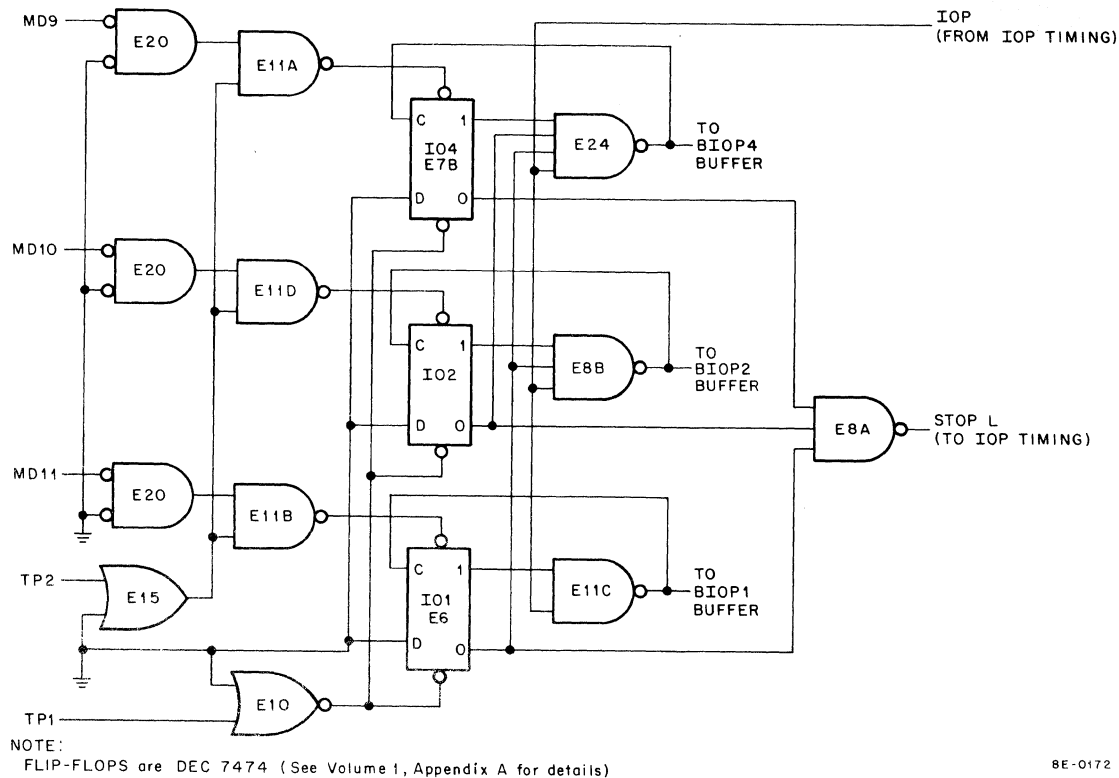 MD9
E20
E11A
IOP
(FROM IOP TIMING)
C
1
IO4
E7B
D
0
E24
TO
BIOP4
BUFFER
MD10
E20
E11D
C
1
IO2
D
0
E8B
TO
BIOP2
BUFFER
E8A
STOP L
(TO IOP TIMING)
MD11
E20
E11B
C
1
IO1
E6
D
0
E11C
TO
BIOP1
BUFFER
TP2
E15
E10
TP1
NOTE:
FLIP-FLOPS are DEC 7474 (See Volume 1, Appendix A for details)
8E-0172